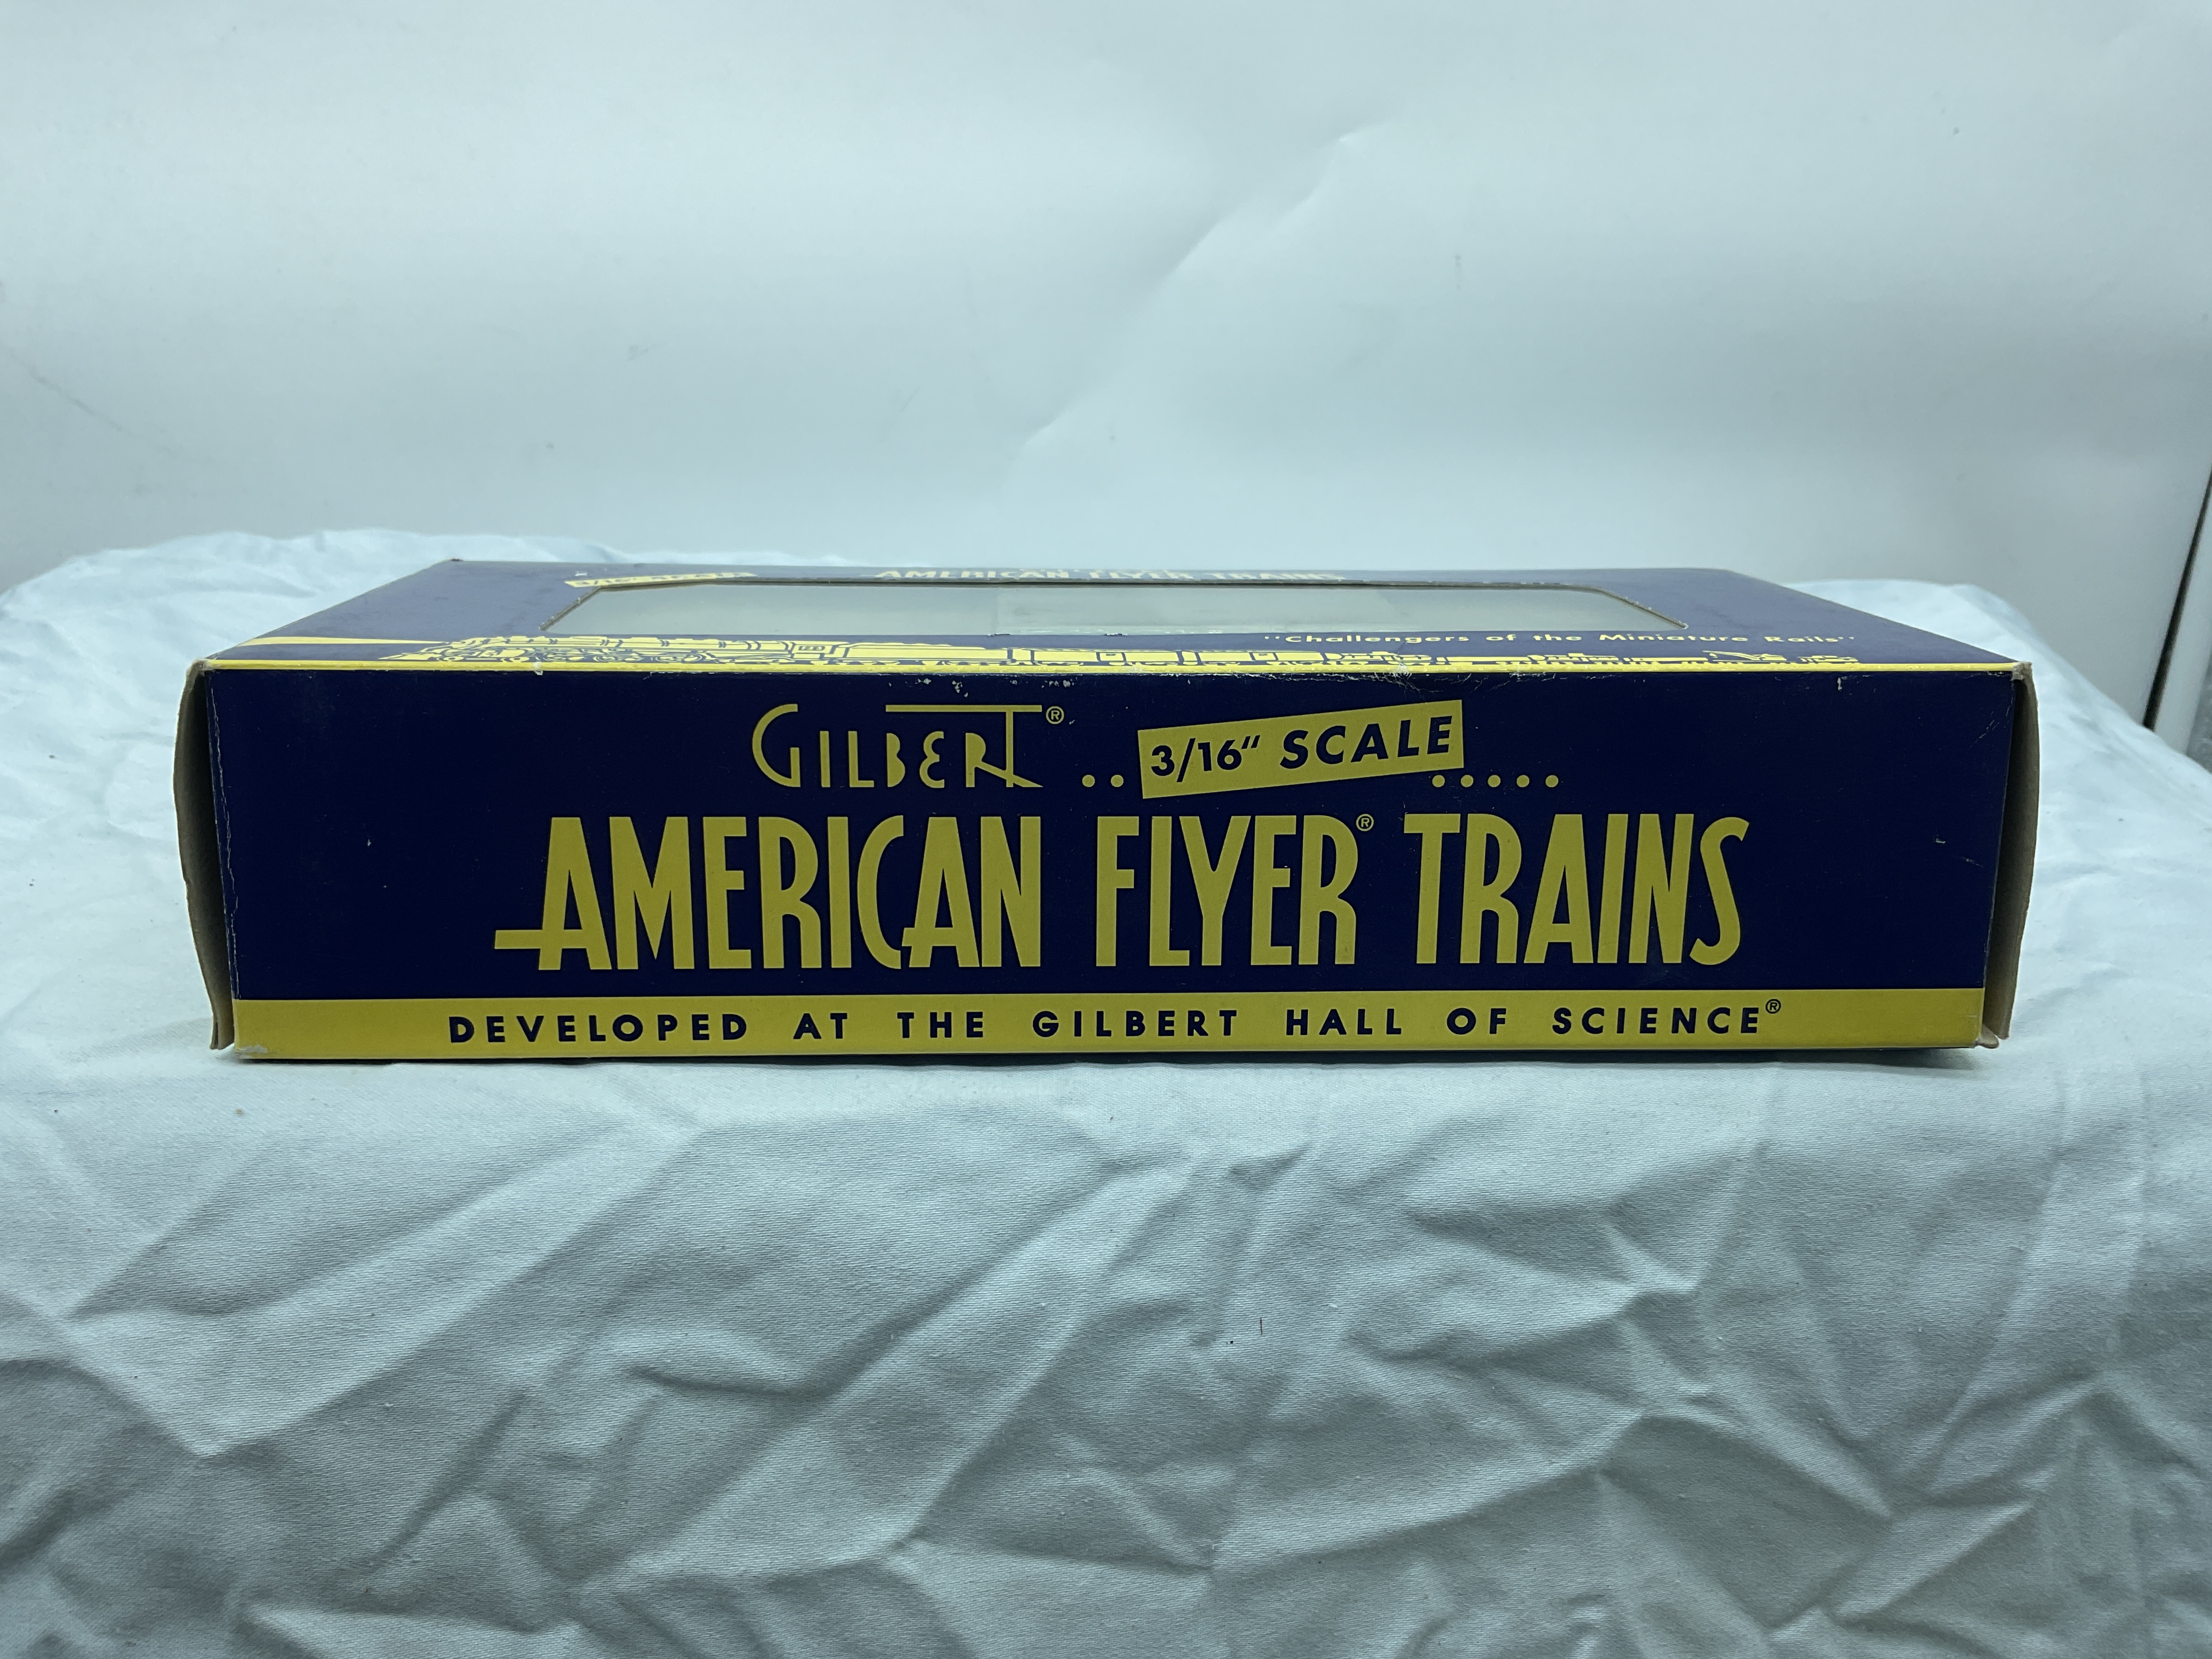 AMERICAN FLYER TRAINS
"Challengers of the Miniature Rails"
GILBERT® .. 3/16" SCALE .....
AMERICAN FLYER® TRAINS
DEVELOPED AT THE GILBERT HALL OF SCIENCE®